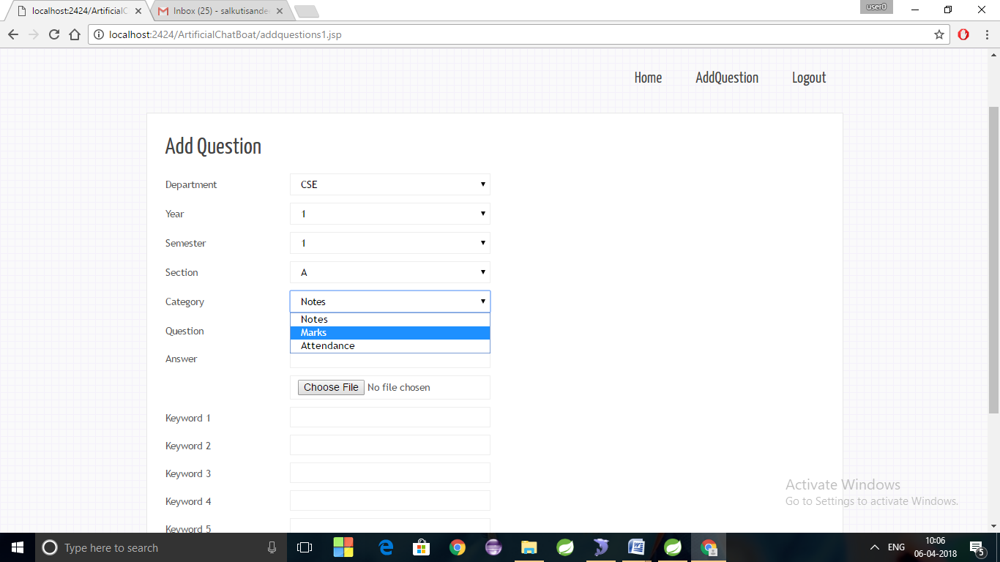 localhost:2424/ArtificialC
Inbox (25) - salkutisande
user0
localhost:2424/ArtificialChatBoat/addquestions1.jsp
Home AddQuestion Logout
Add Question
Department CSE
Year 1
Semester 1
Section A
Category Notes
Notes
Question Marks
Attendance
Answer
Choose File No file chosen
Keyword 1
Keyword 2
Keyword 3
Keyword 4
Keyword 5
Activate Windows
Go to Settings to activate Windows.
Type here to search
ENG
10:06
06-04-2018
5